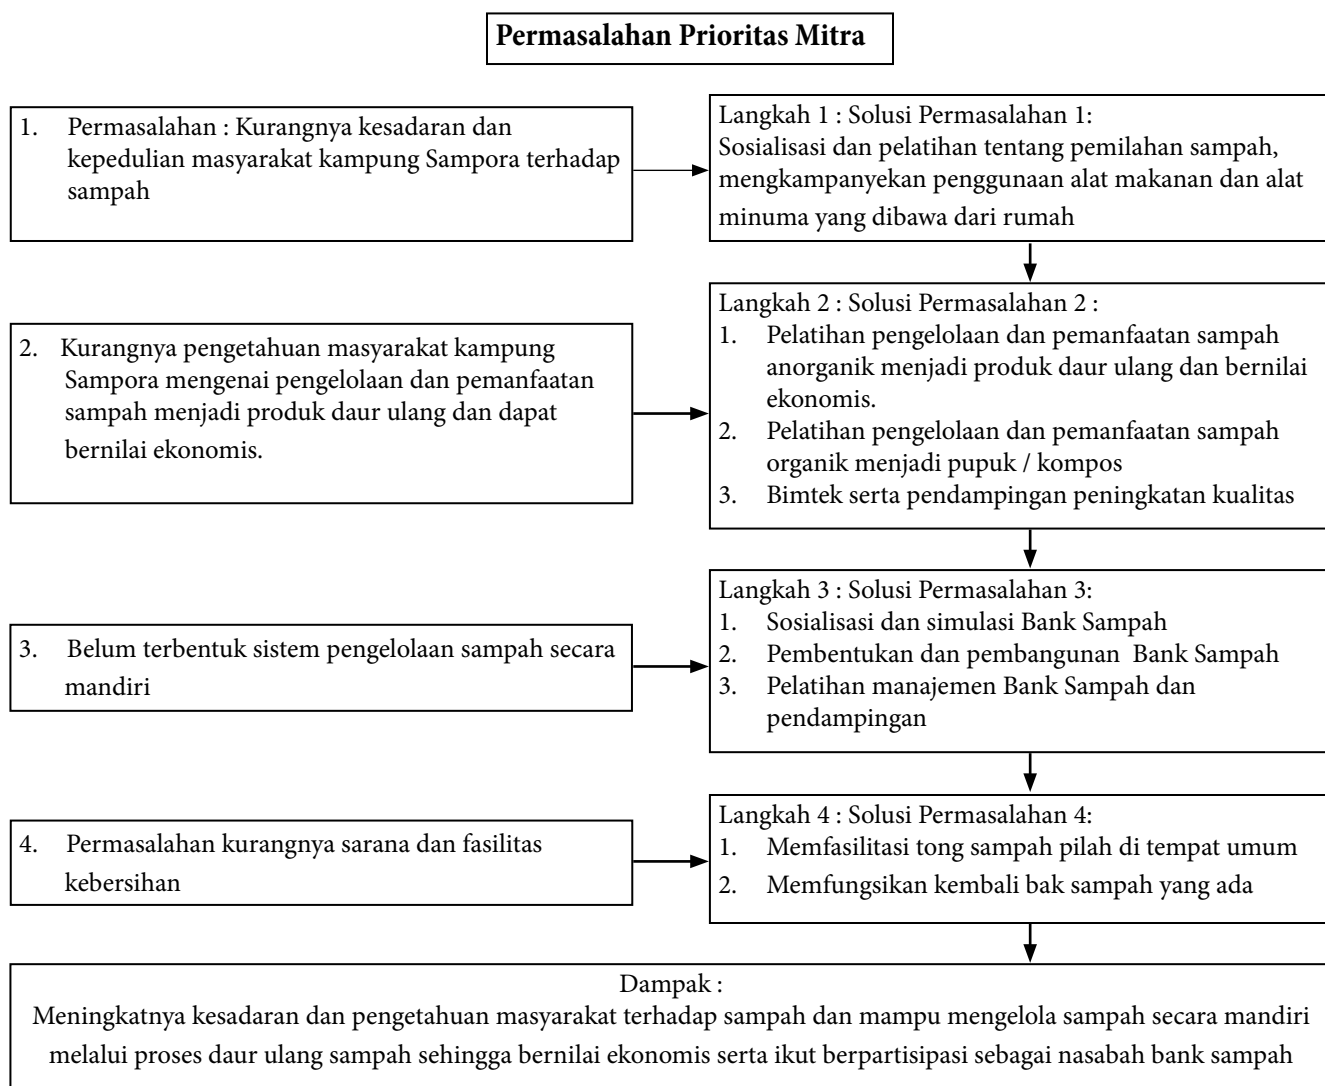 Permasalahan Prioritas Mitra
1. Permasalahan : Kurangnya kesadaran dan
kepedulian masyarakat kampung Sampora terhadap
sampah
Langkah 1 : Solusi Permasalahan 1:
Sosialisasi dan pelatihan tentang pemilahan sampah,
mengkampanyekan penggunaan alat makanan dan alat
minuma yang dibawa dari rumah
2. Kurangnya pengetahuan masyarakat kampung
Sampora mengenai pengelolaan dan pemanfaatan
sampah menjadi produk daur ulang dan dapat
bernilai ekonomis.
Langkah 2 : Solusi Permasalahan 2 :
1. Pelatihan pengelolaan dan pemanfaatan sampah
anorganik menjadi produk daur ulang dan bernilai
ekonomis.
2. Pelatihan pengelolaan dan pemanfaatan sampah
organik menjadi pupuk / kompos
3. Bimtek serta pendampingan peningkatan kualitas
3. Belum terbentuk sistem pengelolaan sampah secara
mandiri
Langkah 3 : Solusi Permasalahan 3:
1. Sosialisasi dan simulasi Bank Sampah
2. Pembentukan dan pembangunan Bank Sampah
3. Pelatihan manajemen Bank Sampah dan
pendampingan
4. Permasalahan kurangnya sarana dan fasilitas
kebersihan
Langkah 4 : Solusi Permasalahan 4:
1. Memfasilitasi tong sampah pilah di tempat umum
2. Memfungsikan kembali bak sampah yang ada
Dampak :
Meningkatnya kesadaran dan pengetahuan masyarakat terhadap sampah dan mampu mengelola sampah secara mandiri
melalui proses daur ulang sampah sehingga bernilai ekonomis serta ikut berpartisipasi sebagai nasabah bank sampah